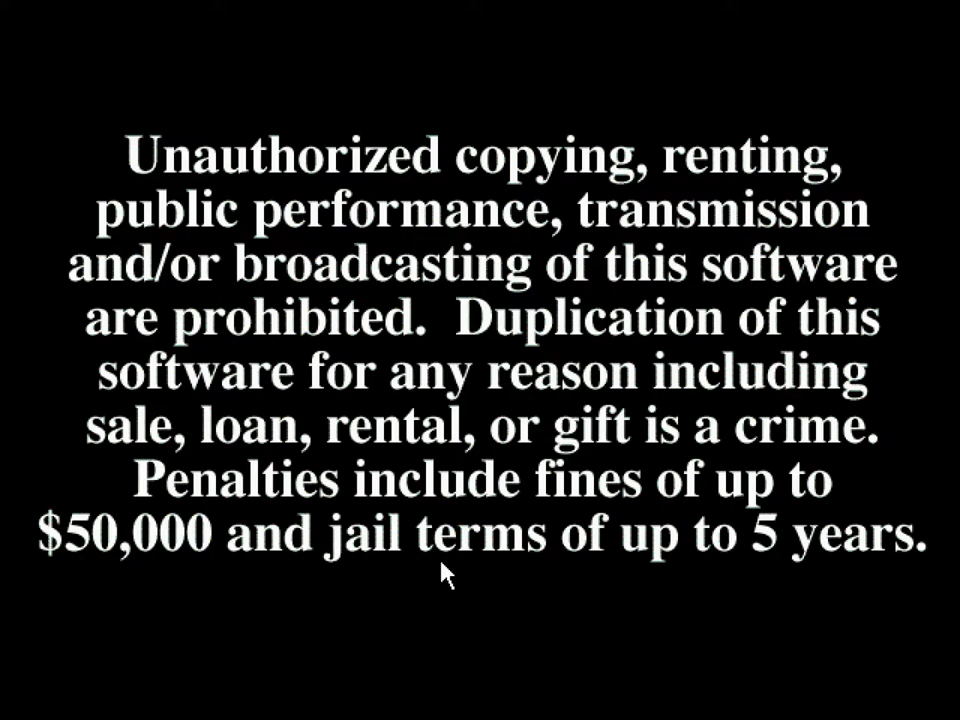 Unauthorized copying, renting,
public performance, transmission
and/or broadcasting of this software
are prohibited.  Duplication of this
software for any reason including
sale, loan, rental, or gift is a crime.
Penalties include fines of up to
$50,000 and jail terms of up to 5 years.